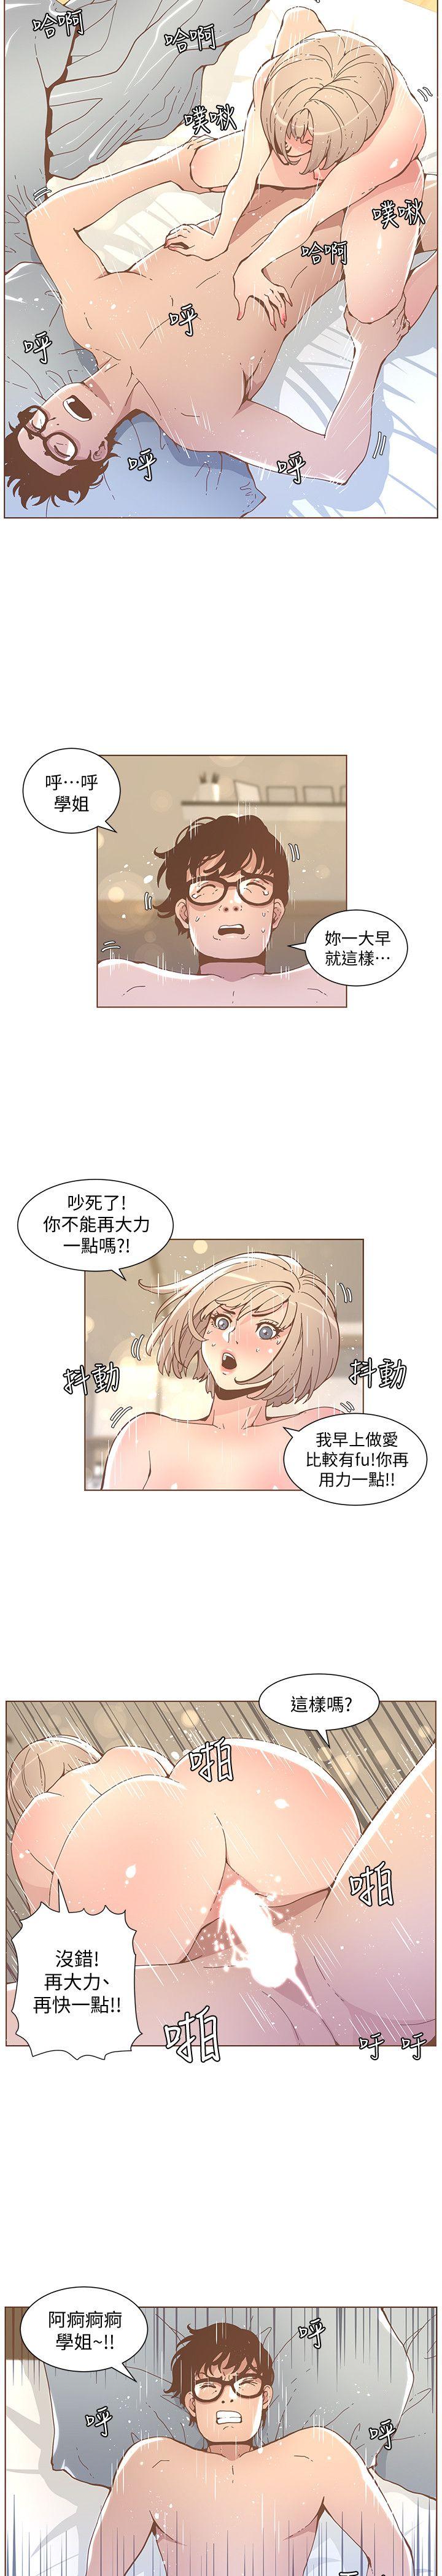 哈啊
哈啊
噗啾
噗啾
哈啊
呼
呼
呼
呼
呼⋯呼
學姐
妳一大早
就這樣⋯
吵死了!
你不能再大力
一點嗎?!
抖動
抖動
我早上做愛
比較有fu!你再
用力一點!!
這樣嗎?
啪
啪
沒錯!
再大力、
再快一點!!
啪
吁
吁
阿痾痾痾
學姐~!!
呼
呼
呼